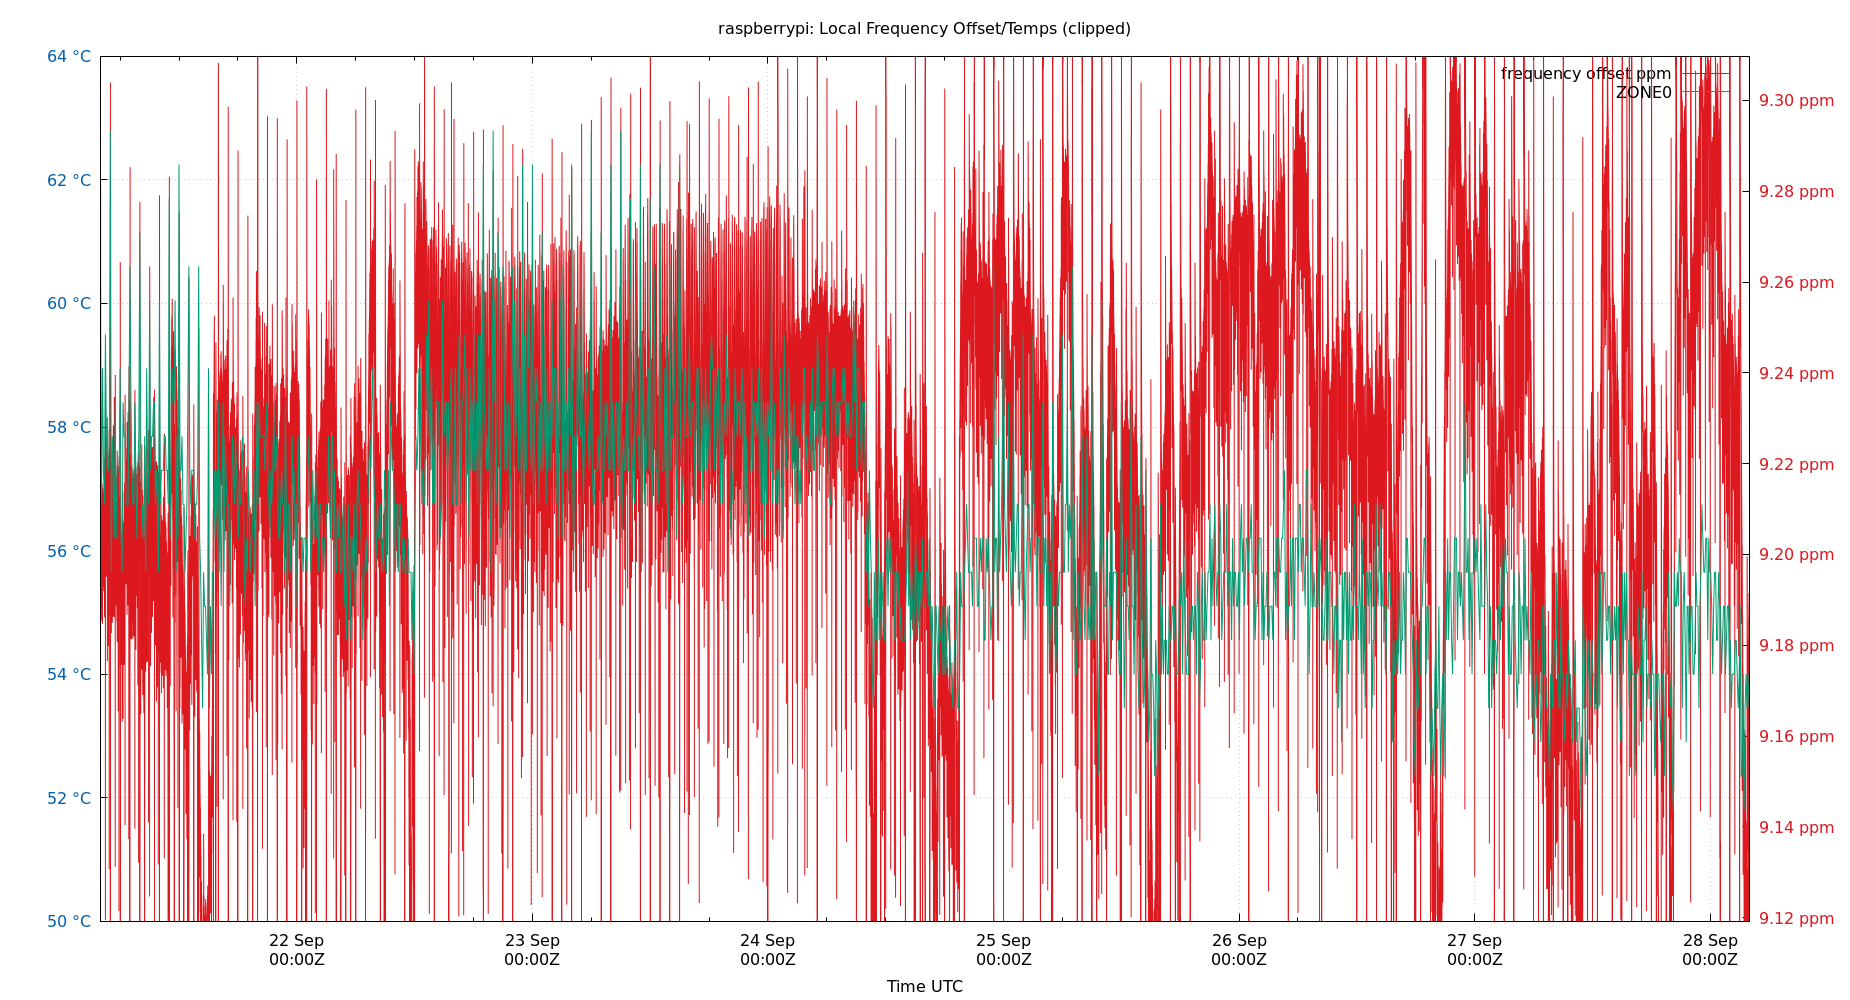 raspberrypi: Local Frequency Offset/Temps (clipped)
64 °C
62 °C
60 °C
58 °C
56 °C
54 °C
52 °C
50 °C
frequency offset ppm
ZONE0
9.30 ppm
9.28 ppm
9.26 ppm
9.24 ppm
9.22 ppm
9.20 ppm
9.18 ppm
9.16 ppm
9.14 ppm
9.12 ppm
22 Sep
00:00Z
23 Sep
00:00Z
24 Sep
00:00Z
25 Sep
00:00Z
26 Sep
00:00Z
27 Sep
00:00Z
28 Sep
00:00Z
Time UTC